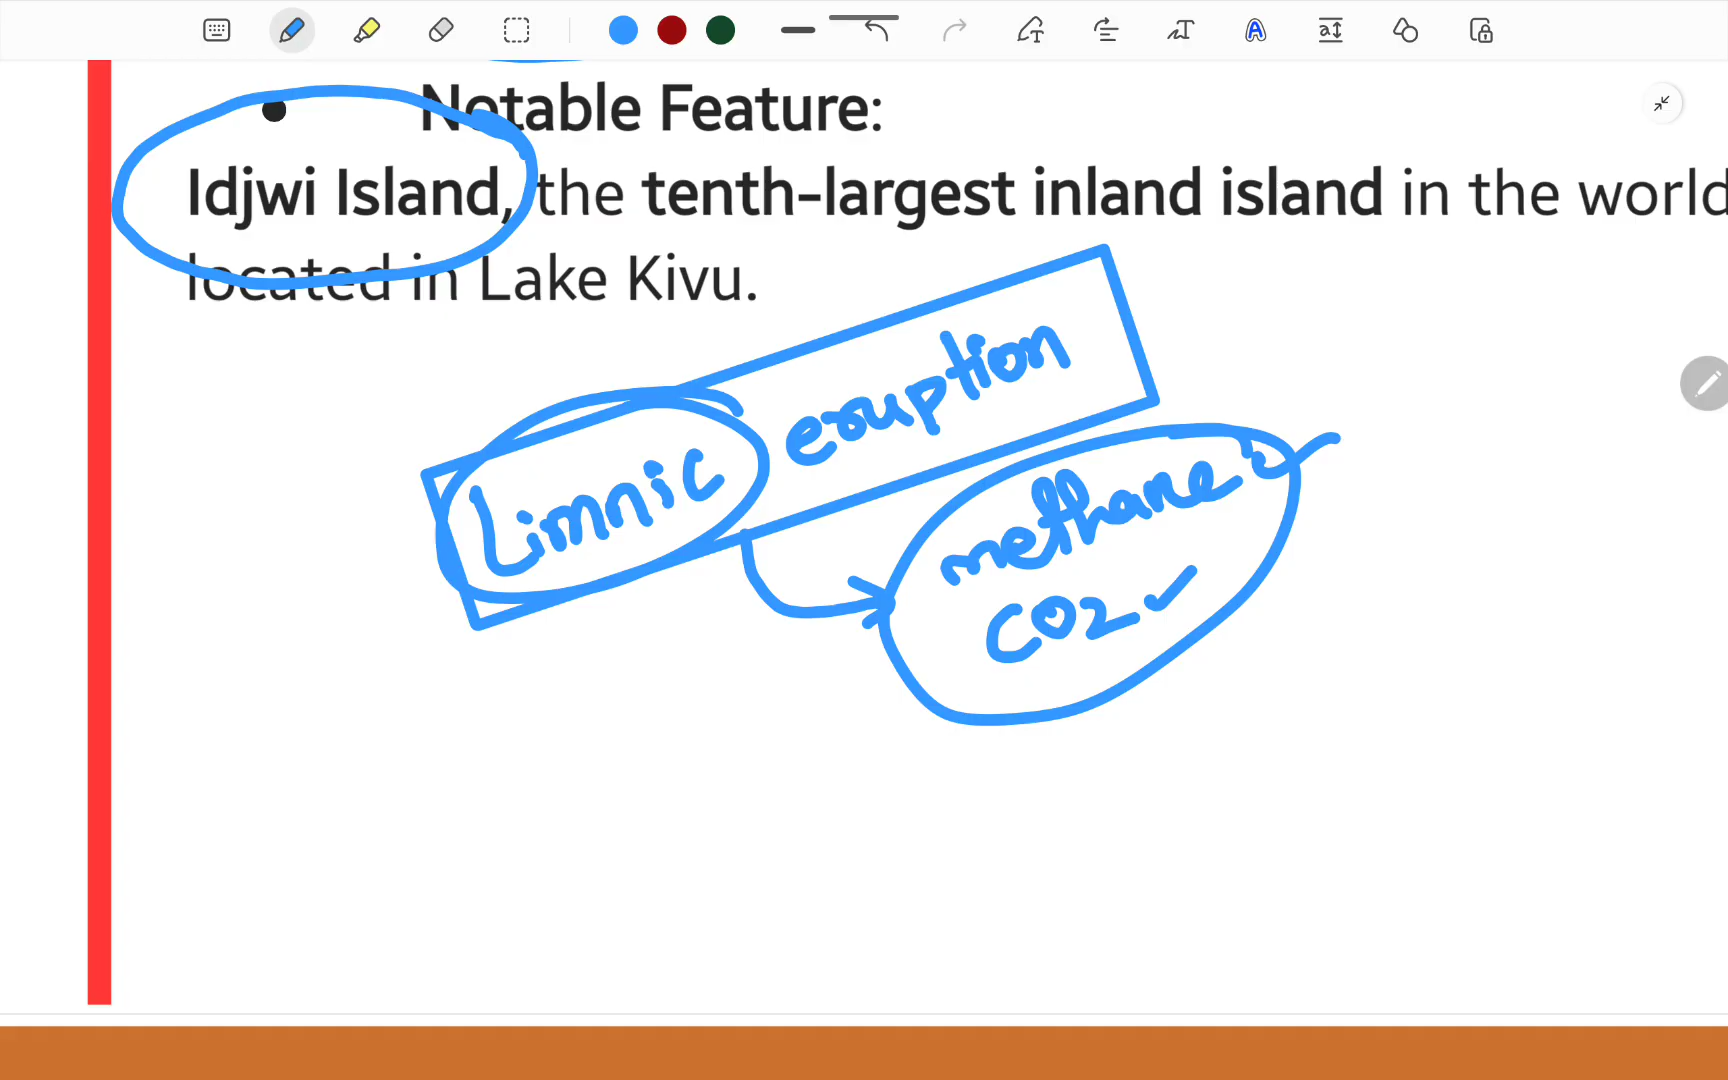 • Notable Feature:
Idjwi Island, the tenth-largest inland island in the world
located in Lake Kivu.
Limnic eruption
methane
CO2 ✓